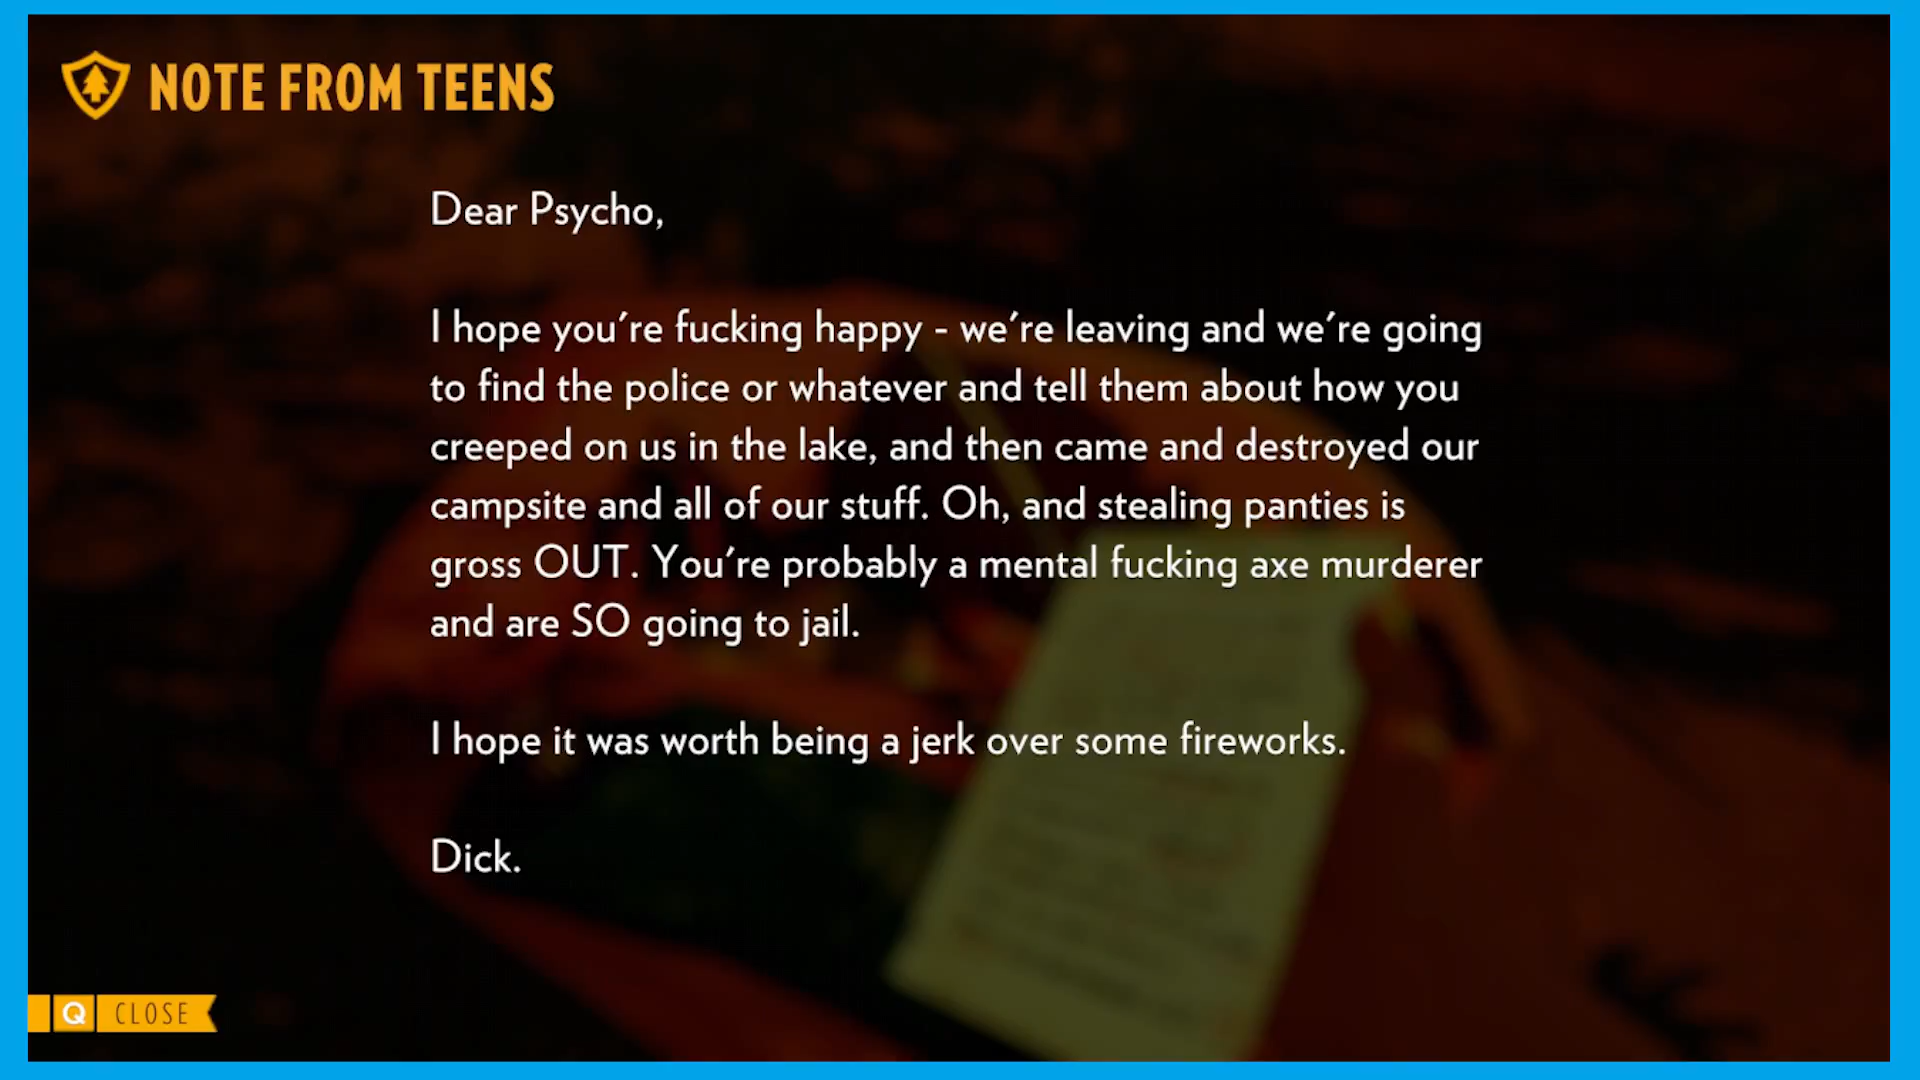 NOTE FROM TEENS
Dear Psycho,
I hope you're fucking happy - we're leaving and we're going
to find the police or whatever and tell them about how you
creeped on us in the lake, and then came and destroyed our
campsite and all of our stuff. Oh, and stealing panties is
gross OUT. You're probably a mental fucking axe murderer
and are SO going to jail.
I hope it was worth being a jerk over some fireworks.
Dick.
Q CLOSE